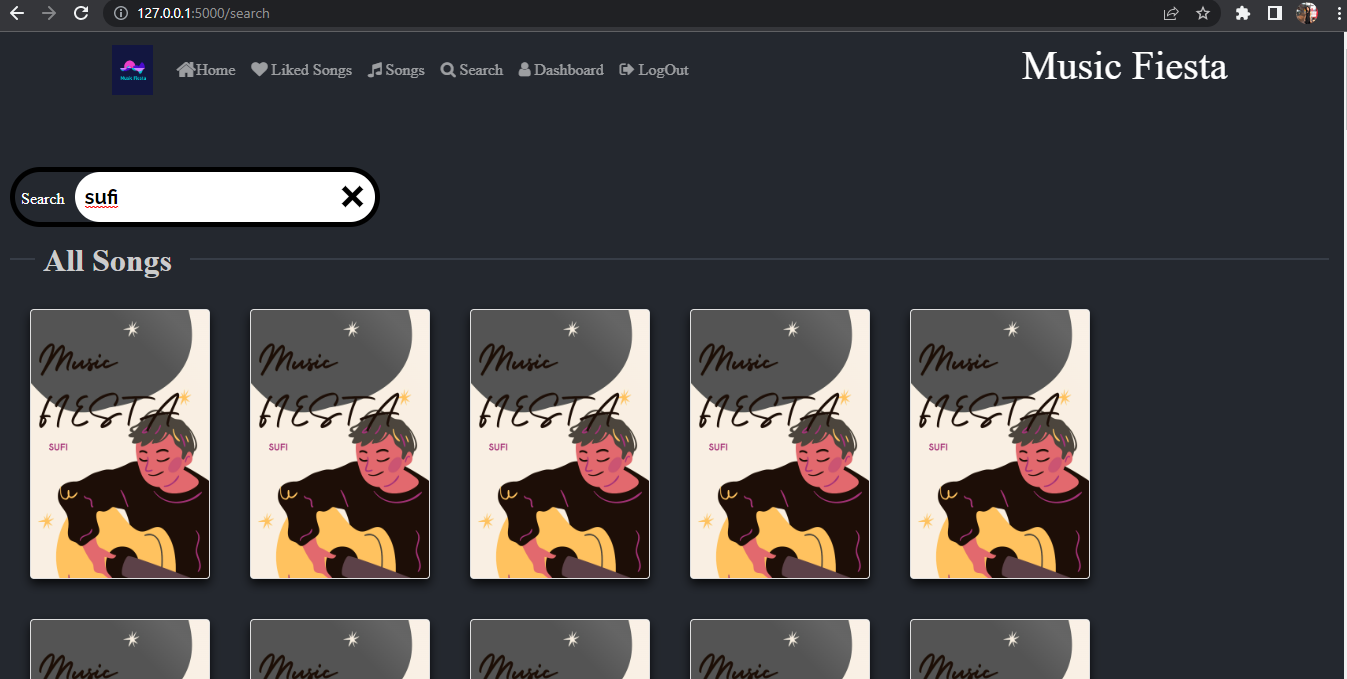 127.0.0.1:5000/search
Music Fiesta
Home Liked Songs Songs Search Dashboard LogOut
Music Fiesta
Search sufi
All Songs
Music Music Music Music Music
FIESTA FIESTA FIESTA FIESTA FIESTA
SUFI SUFI SUFI SUFI SUFI
Music Music Music Music Music